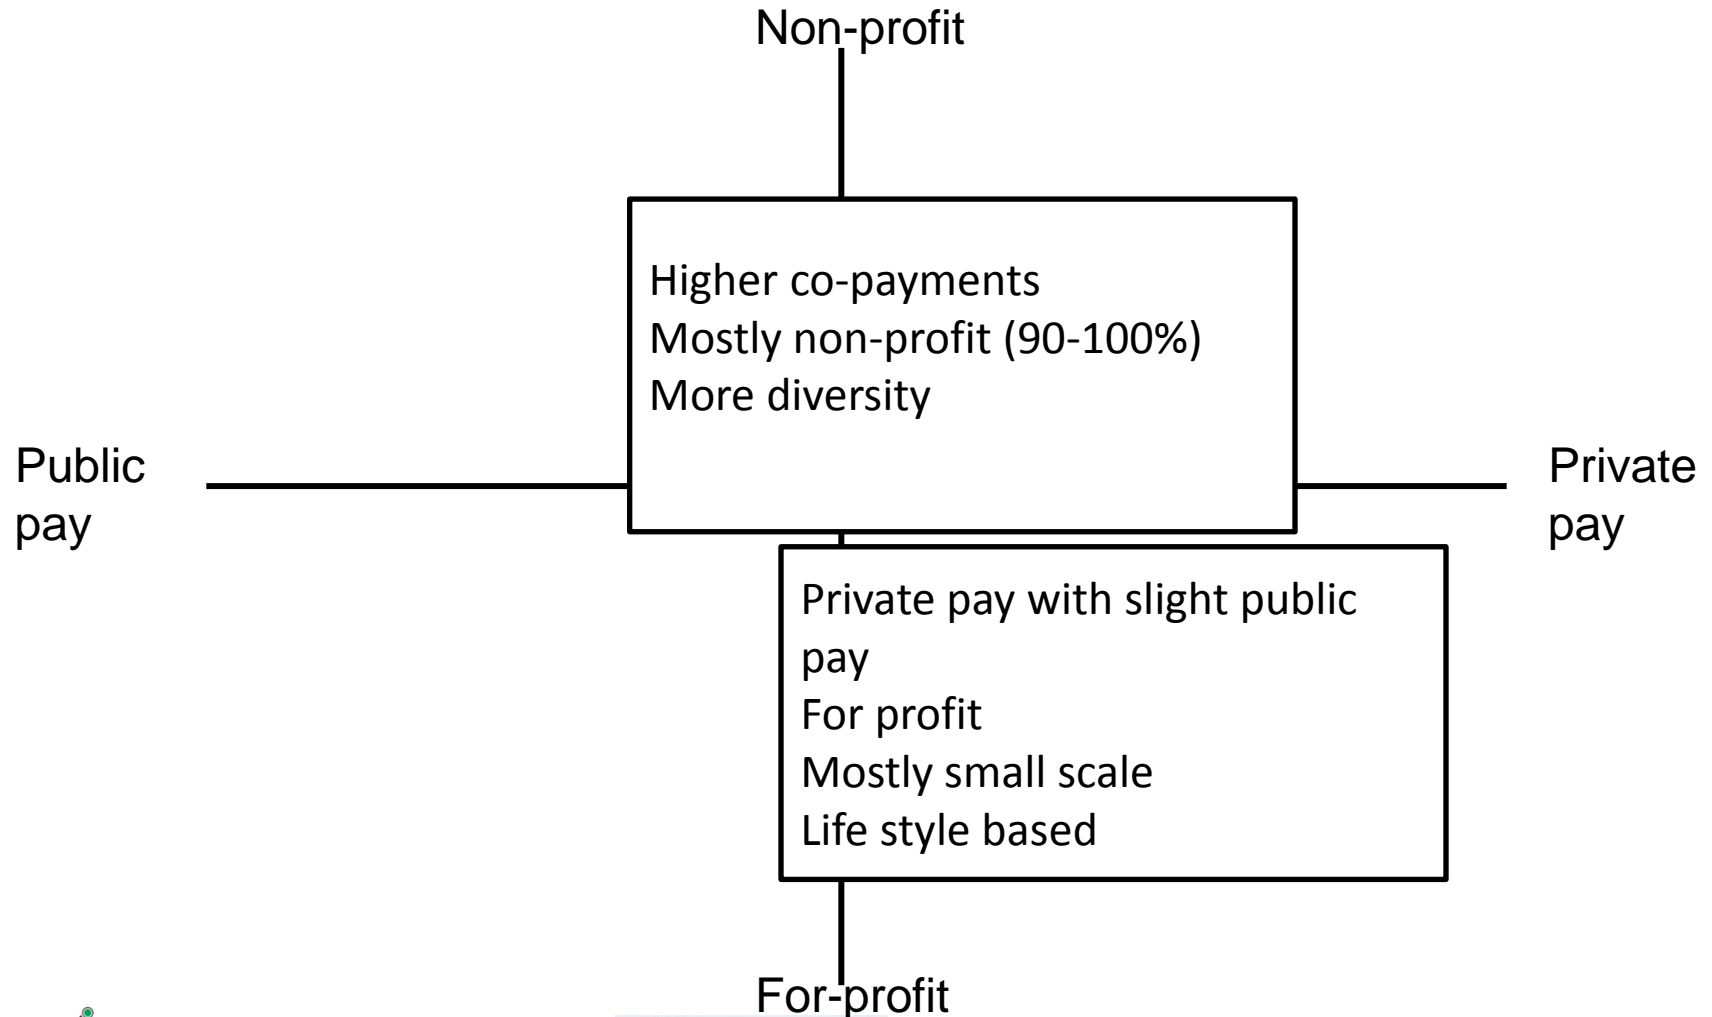 Non-profit
Higher co-payments
Mostly non-profit (90-100%)
More diversity
Public
pay
Private
pay
Private pay with slight public
pay
For profit
Mostly small scale
Life style based
For-profit